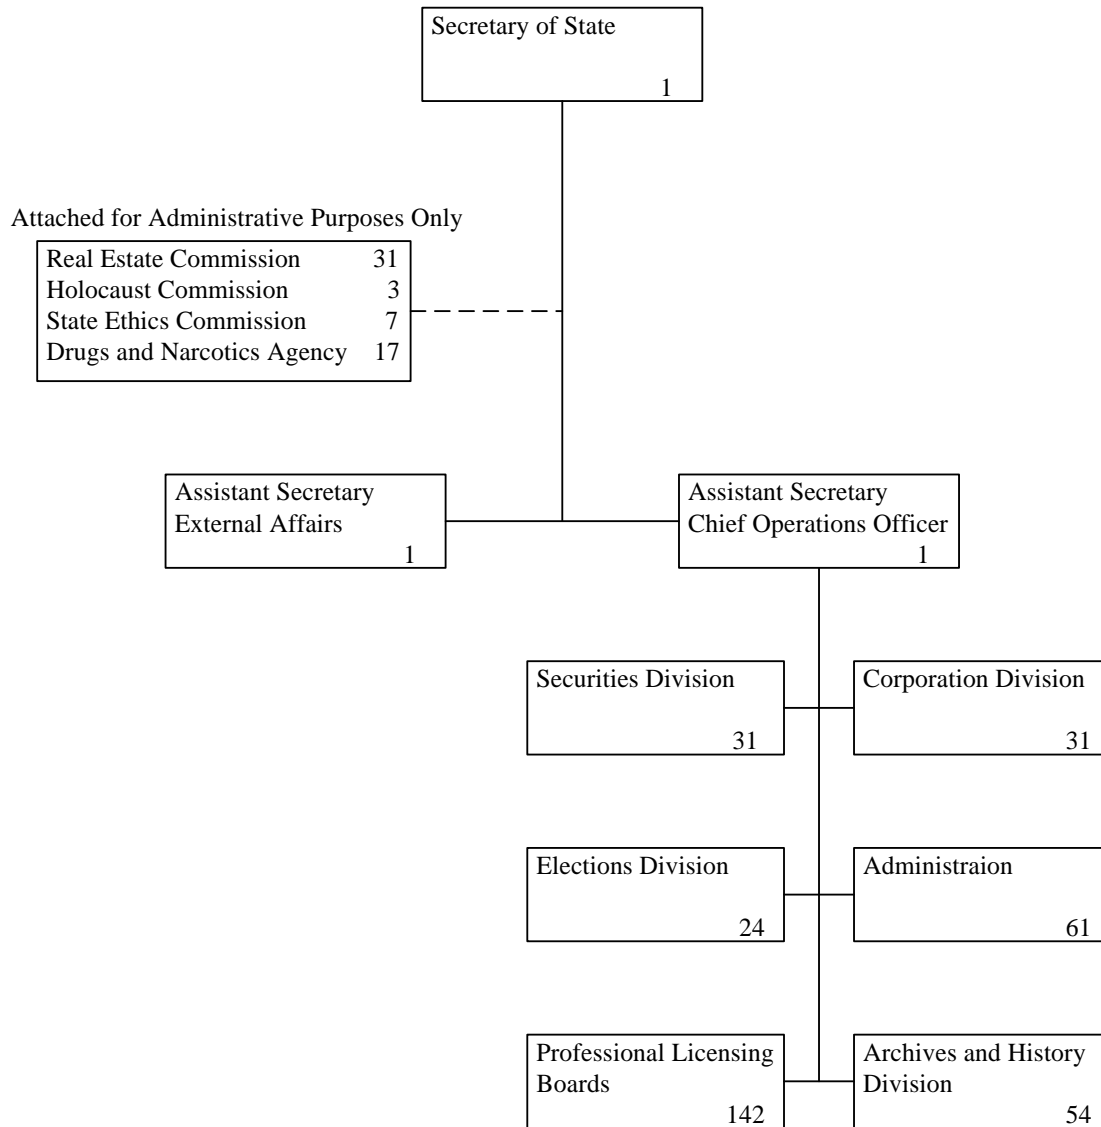 Secretary of State
1
Attached for Administrative Purposes Only
Real Estate Commission 31
Holocaust Commission 3
State Ethics Commission 7
Drugs and Narcotics Agency 17
Assistant Secretary
External Affairs
1
Assistant Secretary
Chief Operations Officer
1
Securities Division
31
Corporation Division
31
Elections Division
24
Administraion
61
Professional Licensing
Boards
142
Archives and History
Division
54